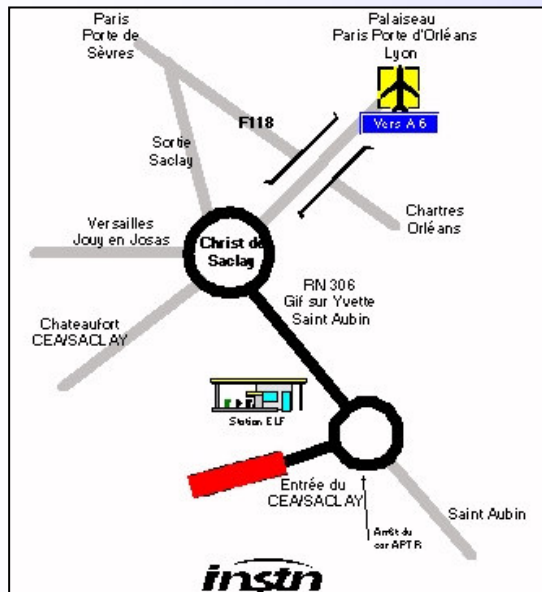 Paris
Porte de
Sèvres
Palaiseau
Paris Porte d'Orléans
Lyon
Vers A 6
F118
Sortie
Saclay
Chartres
Orléans
Versailles
Jouy en Josas
Christ de
Saclay
RN 306
Gif sur Yvette
Saint Aubin
Chateaufort
CEA/SACLAY
Station ELF
Entrée du
CEA/SACLAY
Saint Aubin
Arrêt du
car APTR
instn